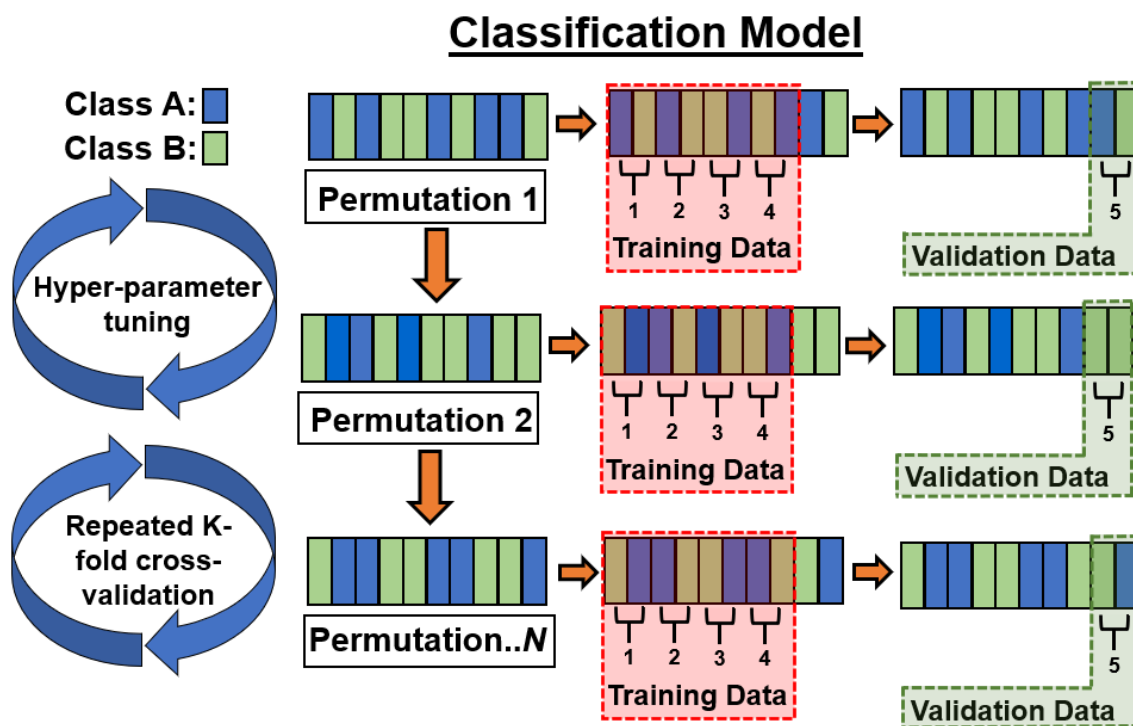 Classification Model
Class A:
Class B:
Hyper-parameter
tuning
Repeated K-
fold cross-
validation
Permutation 1
1 2 3 4
Training Data
5
Validation Data
Permutation 2
1 2 3 4
Training Data
5
Validation Data
Permutation..N
1 2 3 4
Training Data
5
Validation Data